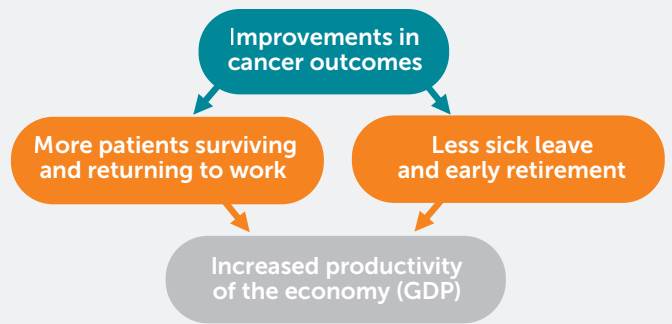 Improvements in
cancer outcomes
More patients surviving
and returning to work
Less sick leave
and early retirement
Increased productivity
of the economy (GDP)